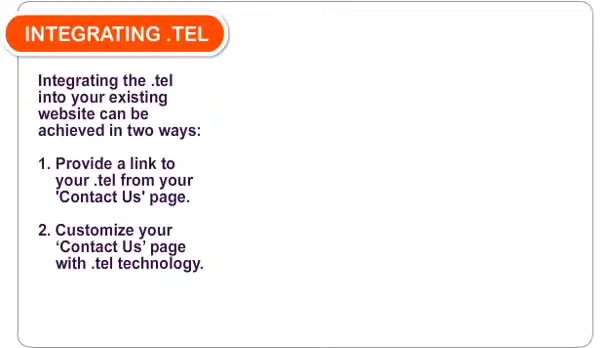 INTEGRATING .TEL
Integrating the .tel
into your existing
website can be
achieved in two ways:
1. Provide a link to
your .tel from your
'Contact Us' page.
2. Customize your
‘Contact Us’ page
with .tel technology.